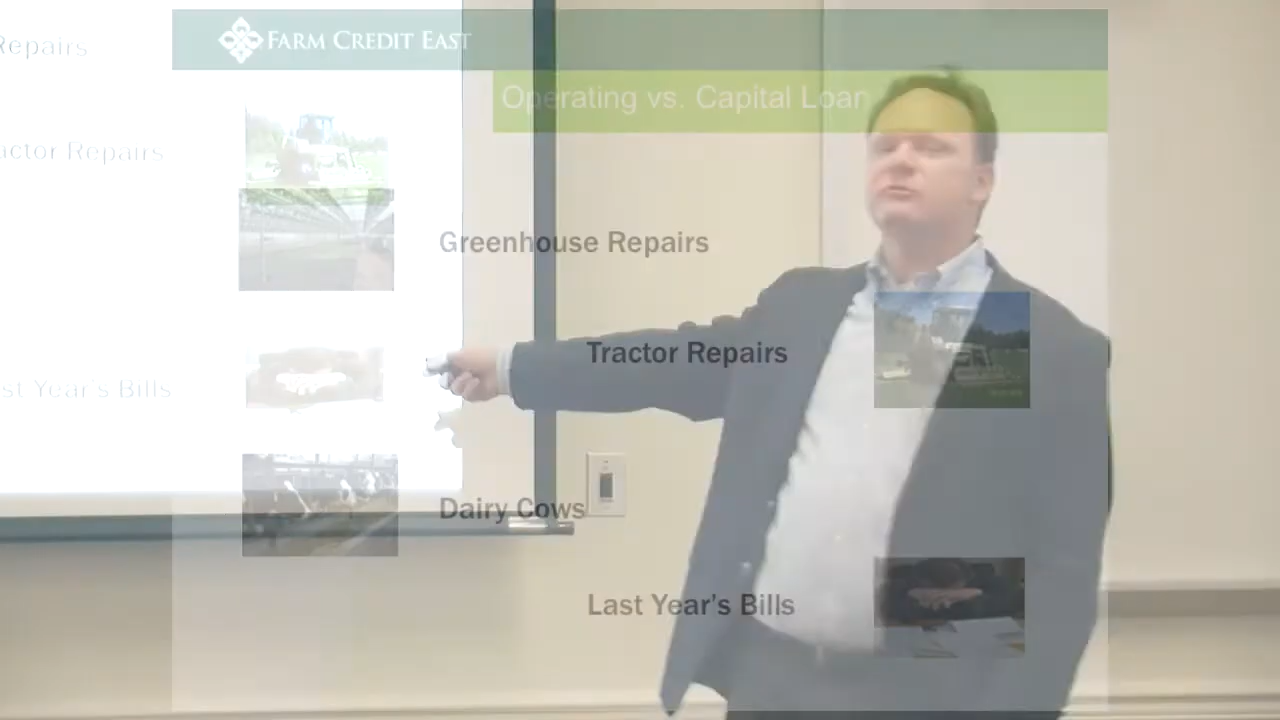 FARM CREDIT EAST
Operating vs. Capital Loan
Repairs
actor Repairs
st Year's Bills
Greenhouse Repairs
Tractor Repairs
Dairy Cows
Last Year's Bills